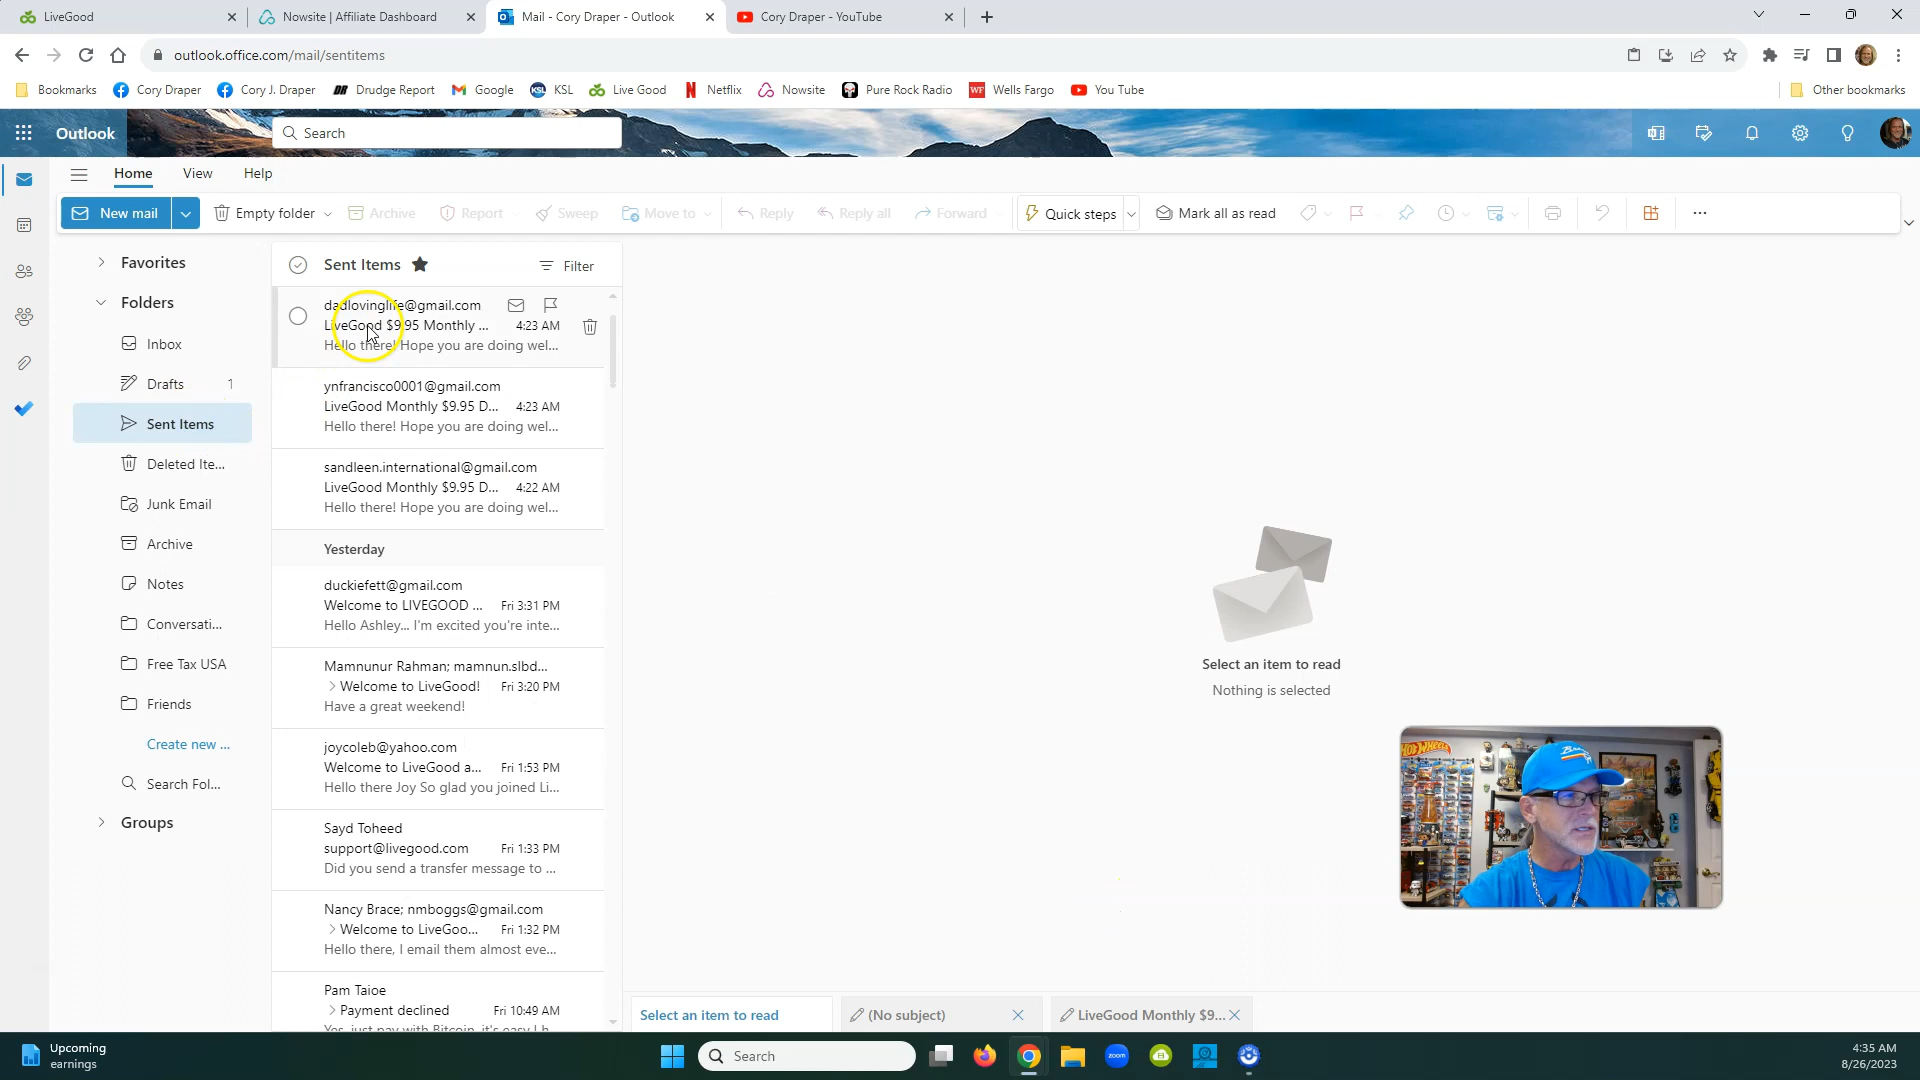 LiveGood
Nowsite | Affiliate Dashboard
Mail - Cory Draper - Outlook
Cory Draper - YouTube
outlook.office.com/mail/sentitems
Bookmarks
Cory Draper
Cory J. Draper
DR Drudge Report
Google
KSL KSL
Live Good
Netflix
Nowsite
Pure Rock Radio
WF Wells Fargo
You Tube
Other bookmarks
Outlook
Search
Home
View
Help
New mail
Empty folder
Archive
Report
Sweep
Move to
Reply
Reply all
Forward
Quick steps
Mark all as read
Favorites
Folders
Inbox
Drafts 1
Sent Items
Deleted Ite...
Junk Email
Archive
Notes
Conversati...
Free Tax USA
Friends
Create new ...
Search Fol...
Groups
Sent Items
Filter
dadlovinglife@gmail.com
LiveGood $9.95 Monthly ... 4:23 AM
Hello there! Hope you are doing wel...
ynfrancisco0001@gmail.com
LiveGood Monthly $9.95 D... 4:23 AM
Hello there! Hope you are doing wel...
sandleen.international@gmail.com
LiveGood Monthly $9.95 D... 4:22 AM
Hello there! Hope you are doing wel...
Yesterday
duckiefett@gmail.com
Welcome to LIVEGOOD ... Fri 3:31 PM
Hello Ashley... I'm excited you're inte...
Mamnunur Rahman; mamnun.slbd...
Welcome to LiveGood! Fri 3:20 PM
Have a great weekend!
joycoleb@yahoo.com
Welcome to LiveGood a... Fri 1:53 PM
Hello there Joy So glad you joined Li...
Sayd Toheed
support@livegood.com Fri 1:33 PM
Did you send a transfer message to ...
Nancy Brace; nmboggs@gmail.com
Welcome to LiveGoo... Fri 1:32 PM
Hello there, I email them almost eve...
Pam Taioe
Payment declined Fri 10:49 AM
Yes, just pay with Bitcoin, it's easy I h...
Select an item to read
Nothing is selected
HOT WHEELS
Select an item to read
(No subject)
LiveGood Monthly $9...
Upcoming
earnings
Search
zoom
4:35 AM
8/26/2023